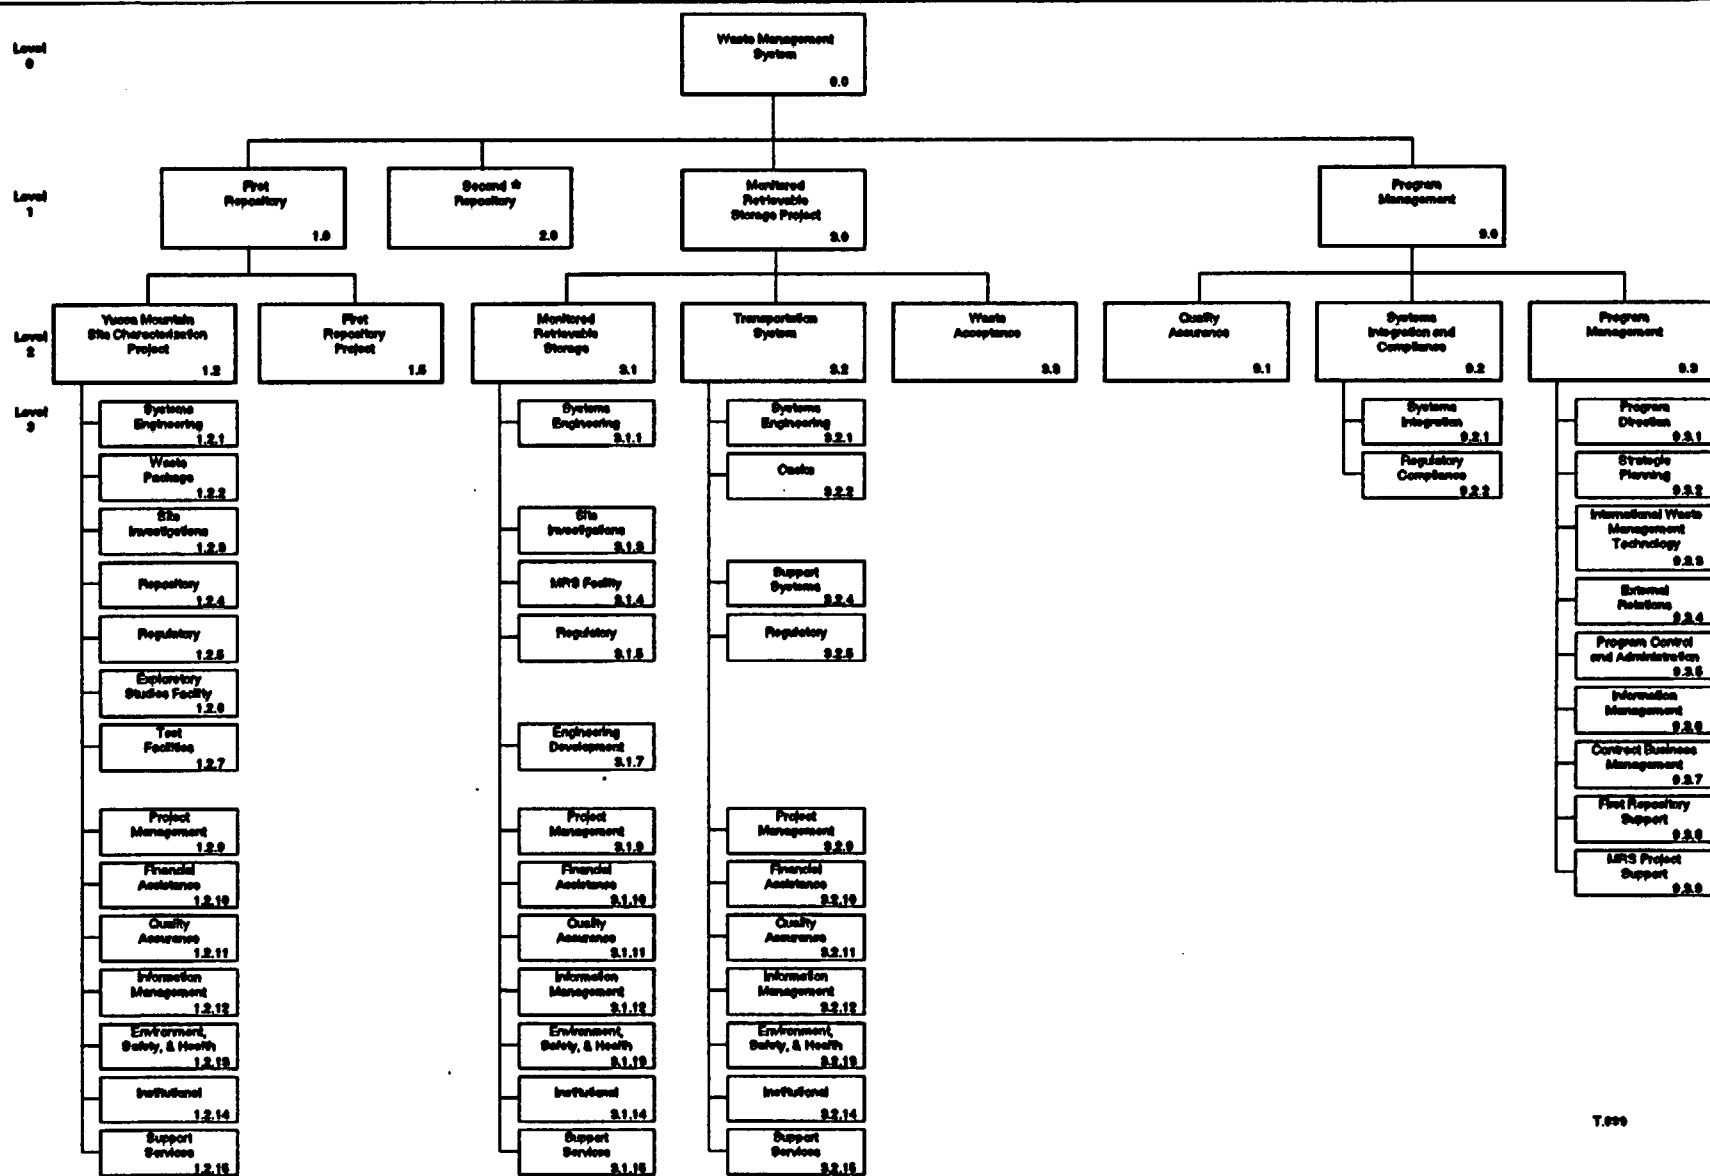 Level
0
Waste Management
System
0.0
Level
1
First
Repository
1.0
Second *
Repository
2.0
Monitored
Retrievable
Storage Project
3.0
Program
Management
9.0
Level
2
Yucca Mountain
Site Characterization
Project
1.2
First
Repository
Project
1.5
Monitored
Retrievable
Storage
3.1
Transportation
System
3.2
Waste
Acceptance
3.3
Quality
Assurance
9.1
Systems
Integration and
Compliance
9.2
Program
Management
9.3
Level
3
Systems
Engineering
1.2.1
Waste
Package
1.2.2
Site
Investigations
1.2.3
Repository
1.2.4
Regulatory
1.2.5
Exploratory
Studies Facility
1.2.6
Test
Facilities
1.2.7
Project
Management
1.2.9
Financial
Assistance
1.2.10
Quality
Assurance
1.2.11
Information
Management
1.2.12
Environment,
Safety, & Health
1.2.13
Institutional
1.2.14
Support
Services
1.2.15
Systems
Engineering
3.1.1
Site
Investigations
3.1.3
MRS Facility
3.1.4
Regulatory
3.1.5
Engineering
Development
3.1.7
Project
Management
3.1.9
Financial
Assistance
3.1.10
Quality
Assurance
3.1.11
Information
Management
3.1.12
Environment,
Safety, & Health
3.1.13
Institutional
3.1.14
Support
Services
3.1.15
Systems
Engineering
3.2.1
Casks
3.2.2
Support
Systems
3.2.4
Regulatory
3.2.5
Project
Management
3.2.9
Financial
Assistance
3.2.10
Quality
Assurance
3.2.11
Information
Management
3.2.12
Environment,
Safety, & Health
3.2.13
Institutional
3.2.14
Support
Services
3.2.15
Systems
Integration
9.2.1
Regulatory
Compliance
9.2.2
Program
Direction
9.3.1
Strategic
Planning
9.3.2
International Waste
Management
Technology
9.3.3
External
Relations
9.3.4
Program Control
and Administration
9.3.5
Information
Management
9.3.6
Contract Business
Management
9.3.7
First Repository
Support
9.3.8
MRS Project
Support
9.3.9